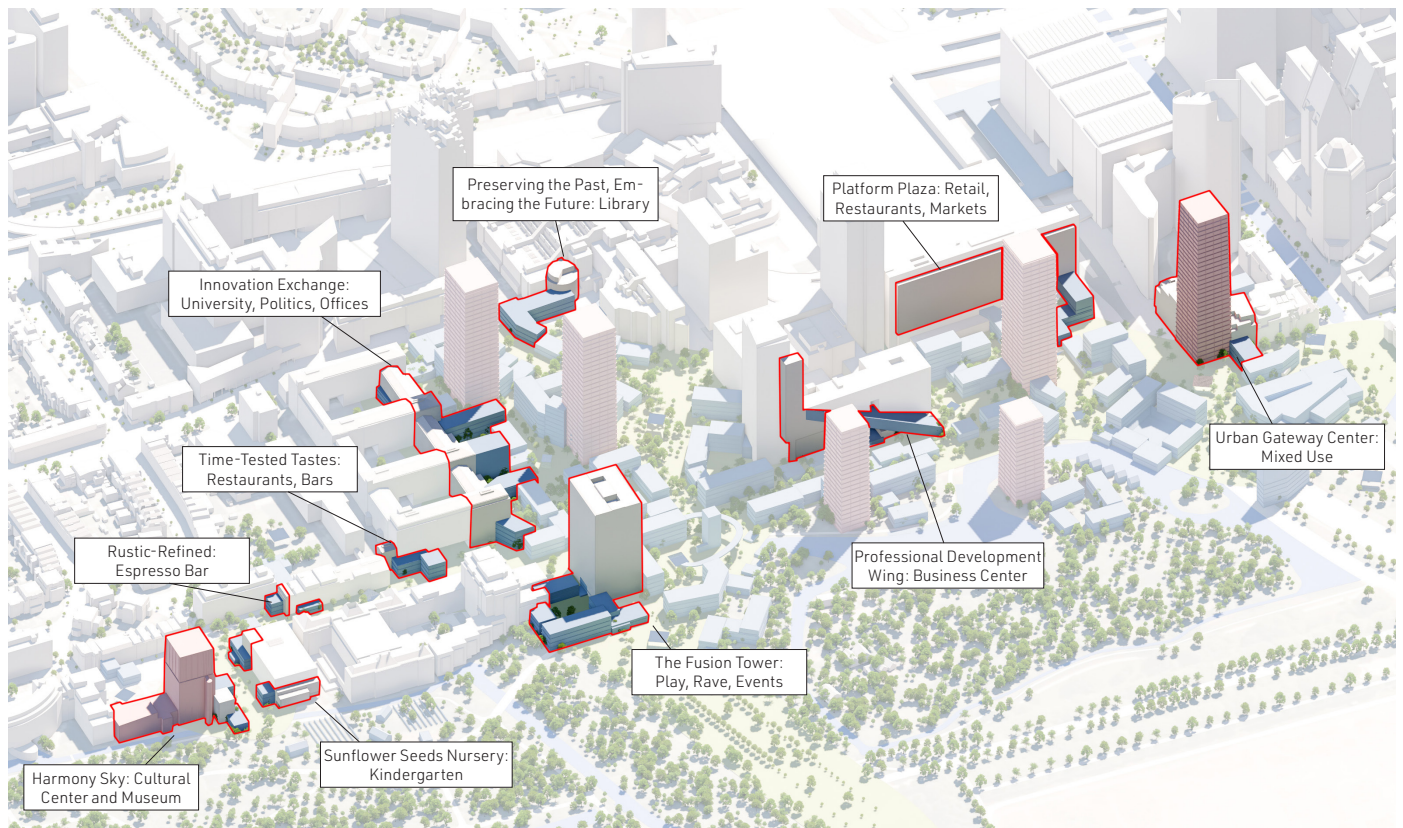 Preserving the Past, Em-
bracing the Future: Library
Platform Plaza: Retail,
Restaurants, Markets
Innovation Exchange:
University, Politics, Offices
Urban Gateway Center:
Mixed Use
Time-Tested Tastes:
Restaurants, Bars
Rustic-Refined:
Espresso Bar
Professional Development
Wing: Business Center
The Fusion Tower:
Play, Rave, Events
Sunflower Seeds Nursery:
Kindergarten
Harmony Sky: Cultural
Center and Museum